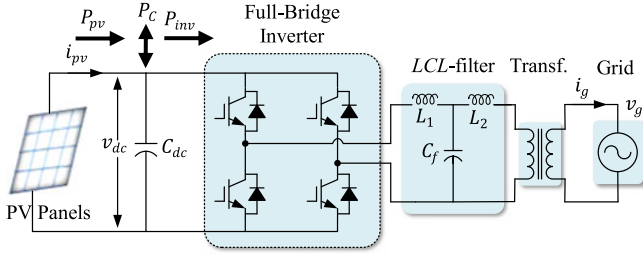 P_pv
P_C
P_inv
i_pv
Full-Bridge
Inverter
LCL-filter
Transf.
Grid
i_g
v_g
L_1
L_2
v_dc
C_dc
C_f
PV Panels